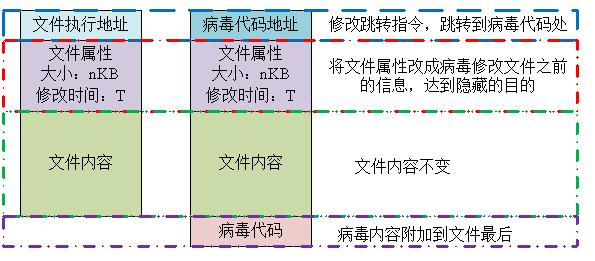 文件执行地址 病毒代码地址 修改跳转指令，跳转到病毒代码处
文件属性 文件属性 将文件属性改成病毒修改文件之前
大小：nKB 大小：nKB 的信息，达到隐藏的目的
修改时间：T 修改时间：T
文件内容 文件内容 文件内容不变
病毒代码 病毒内容附加到文件最后